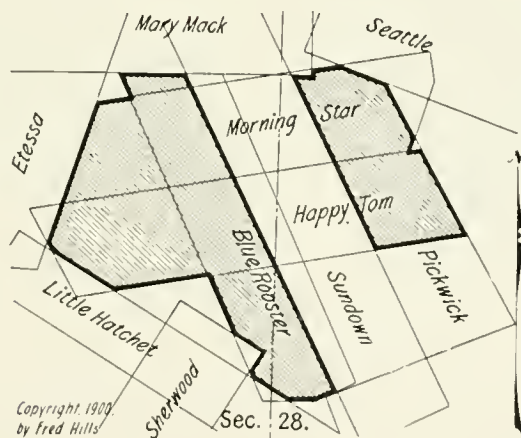 Mary Mack
Seattle
Etessa
Morning
Star
Happy Tom
Blue Rooster
Sundown
Pickwick
Little Hatchet
Sherwood
Sec. 28.
Copyright, 1900,
by Fred Hills